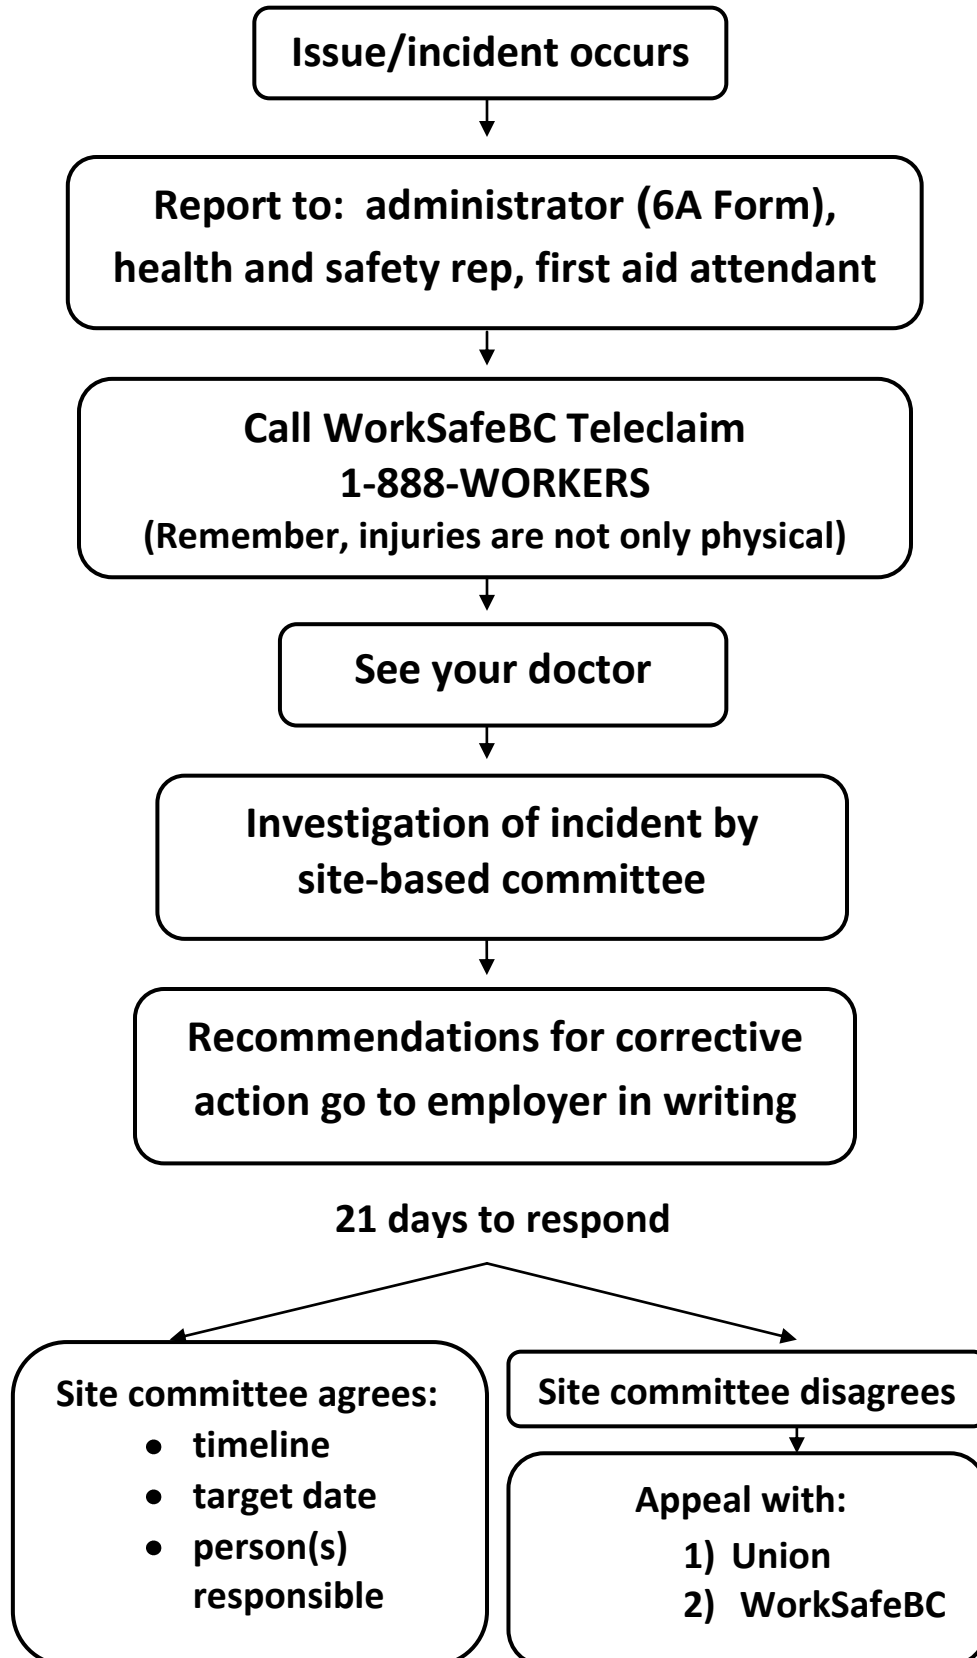 Issue/incident occurs
Report to:  administrator (6A Form),
health and safety rep, first aid attendant
Call WorkSafeBC Teleclaim
1-888-WORKERS
(Remember, injuries are not only physical)
See your doctor
Investigation of incident by
site-based committee
Recommendations for corrective
action go to employer in writing
21 days to respond
Site committee agrees:
• timeline
• target date
• person(s)
responsible
Site committee disagrees
Appeal with:
1) Union
2) WorkSafeBC